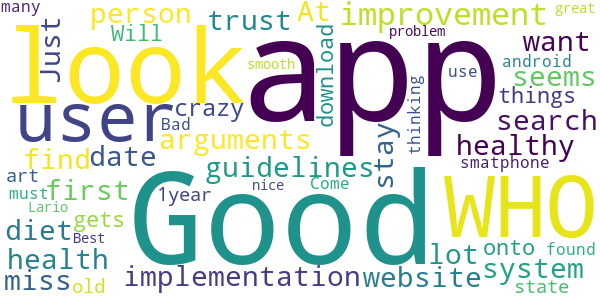 many person trust At improvement great
Just Will download problem want
look app smooth android seems
user crazy use things
Bad thinking search
find date arguments stay healthy
smatphone
art first guidelines Good WHO
must 1year nice Come
Lario gets lot onto found
diet Best system
health implementation website
miss old state